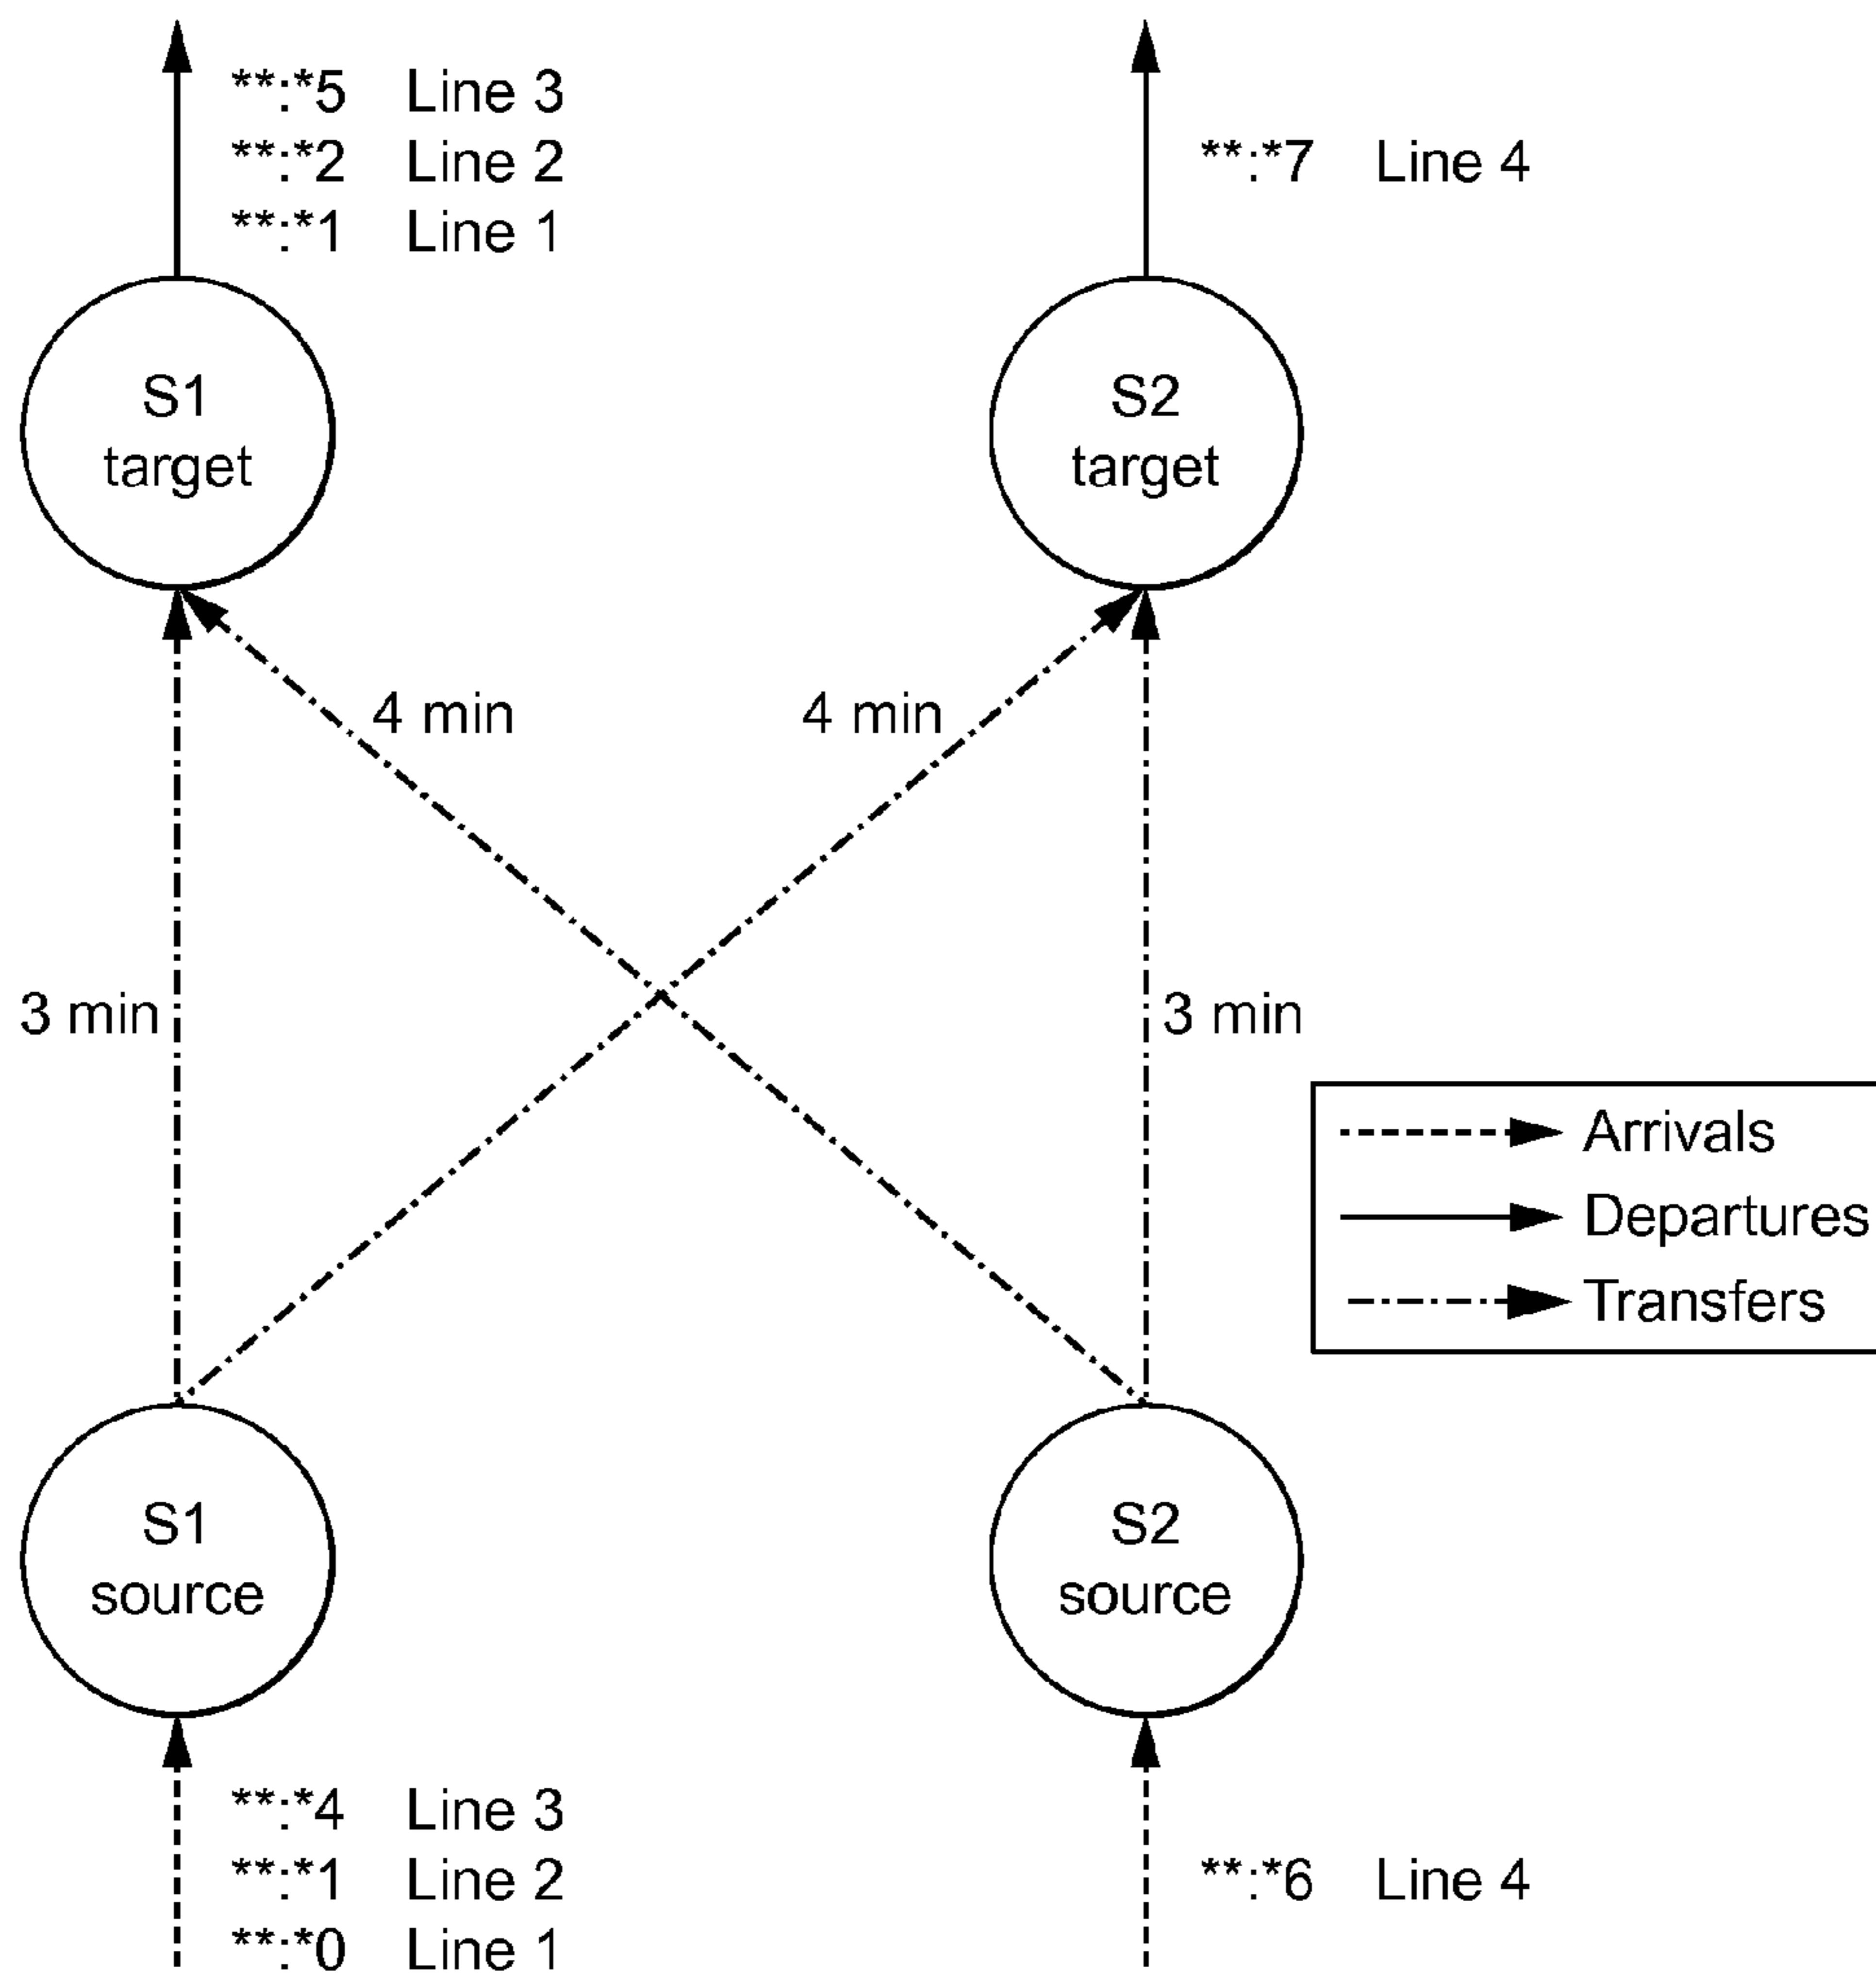 **:*5 Line 3
**:*2 Line 2
**:*1 Line 1
**:*7 Line 4
S1
target
S2
target
4 min
4 min
3 min
3 min
Arrivals
Departures
Transfers
S1
source
S2
source
**:*4 Line 3
**:*1 Line 2
**:*0 Line 1
**:*6 Line 4